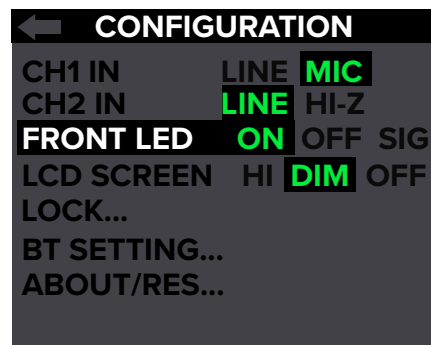 CONFIGURATION
CH1 IN LINE MIC
CH2 IN LINE HI-Z
FRONT LED ON OFF SIG
LCD SCREEN HI DIM OFF
LOCK...
BT SETTING...
ABOUT/RES...